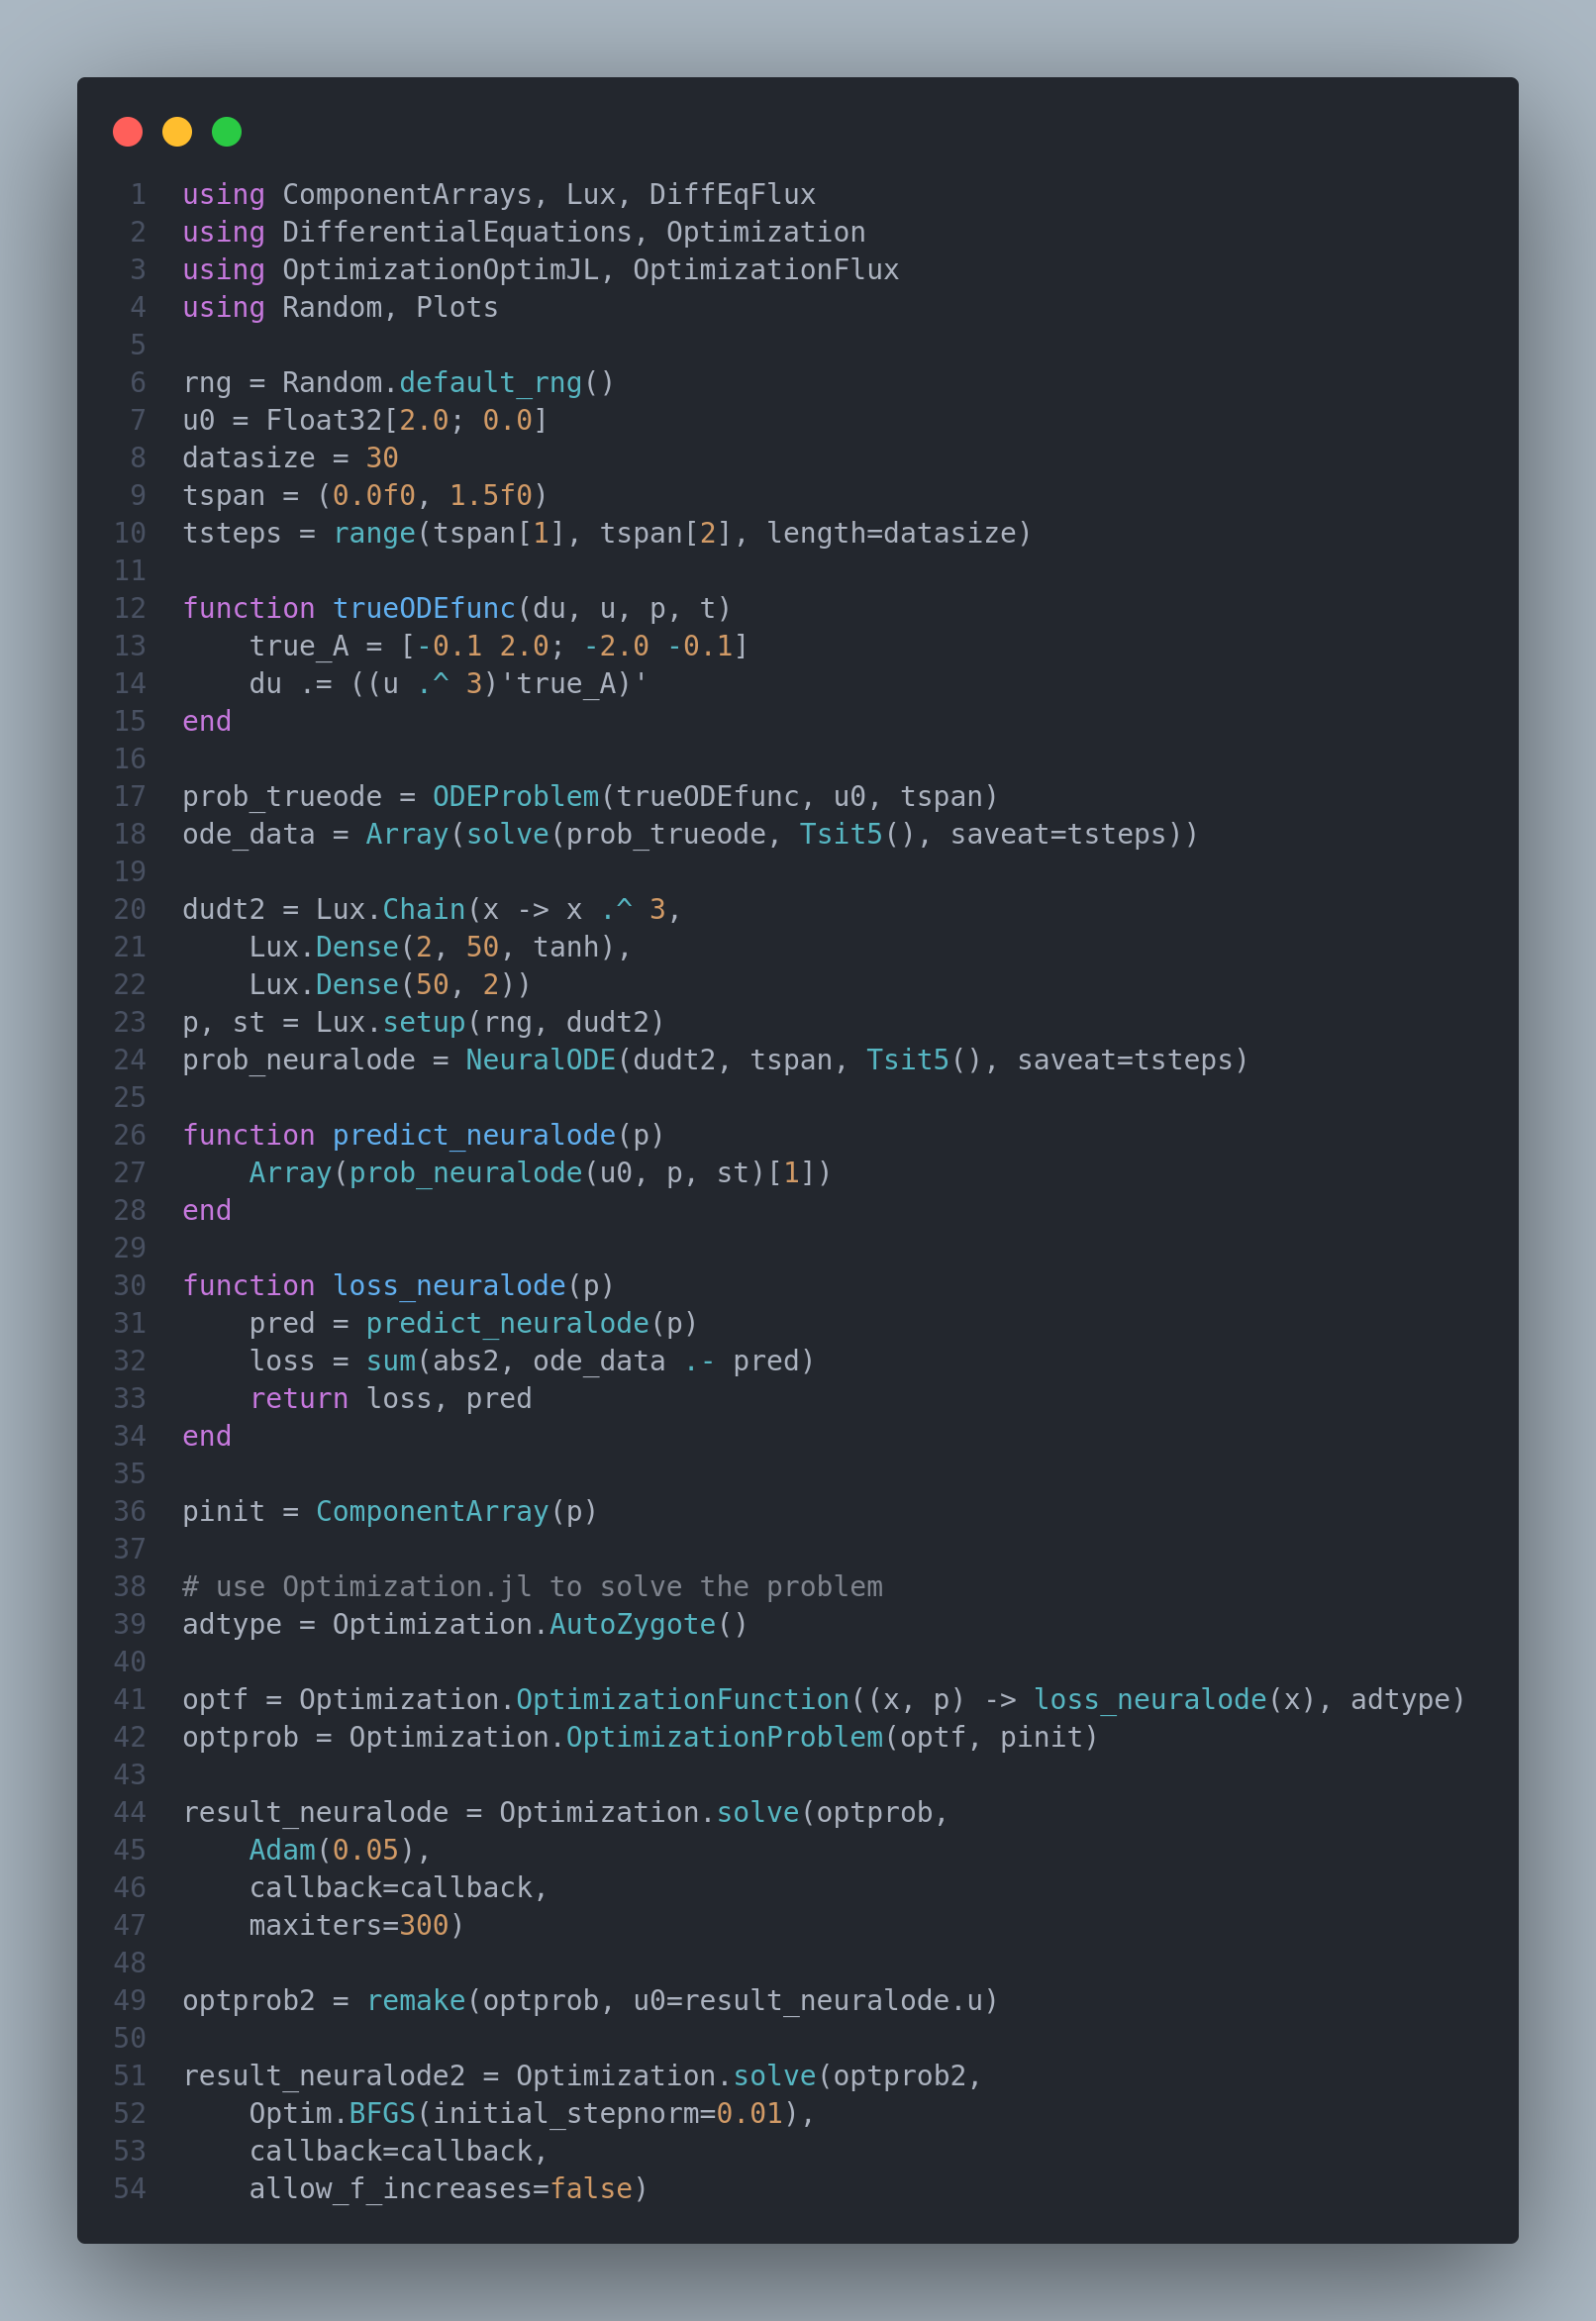 1 using ComponentArrays, Lux, DiffEqFlux
2 using DifferentialEquations, Optimization
3 using OptimizationOptimJL, OptimizationFlux
4 using Random, Plots
5
6 rng = Random.default_rng()
7 u0 = Float32[2.0; 0.0]
8 datasize = 30
9 tspan = (0.0f0, 1.5f0)
10 tsteps = range(tspan[1], tspan[2], length=datasize)
11
12 function trueODEfunc(du, u, p, t)
13     true_A = [-0.1 2.0; -2.0 -0.1]
14     du .= ((u .^ 3)'true_A)'
15 end
16
17 prob_trueode = ODEProblem(trueODEfunc, u0, tspan)
18 ode_data = Array(solve(prob_trueode, Tsit5(), saveat=tsteps))
19
20 dudt2 = Lux.Chain(x -> x .^ 3,
21     Lux.Dense(2, 50, tanh),
22     Lux.Dense(50, 2))
23 p, st = Lux.setup(rng, dudt2)
24 prob_neuralode = NeuralODE(dudt2, tspan, Tsit5(), saveat=tsteps)
25
26 function predict_neuralode(p)
27     Array(prob_neuralode(u0, p, st)[1])
28 end
29
30 function loss_neuralode(p)
31     pred = predict_neuralode(p)
32     loss = sum(abs2, ode_data .- pred)
33     return loss, pred
34 end
35
36 pinit = ComponentArray(p)
37
38 # use Optimization.jl to solve the problem
39 adtype = Optimization.AutoZygote()
40
41 optf = Optimization.OptimizationFunction((x, p) -> loss_neuralode(x), adtype)
42 optprob = Optimization.OptimizationProblem(optf, pinit)
43
44 result_neuralode = Optimization.solve(optprob,
45     Adam(0.05),
46     callback=callback,
47     maxiters=300)
48
49 optprob2 = remake(optprob, u0=result_neuralode.u)
50
51 result_neuralode2 = Optimization.solve(optprob2,
52     Optim.BFGS(initial_stepnorm=0.01),
53     callback=callback,
54     allow_f_increases=false)